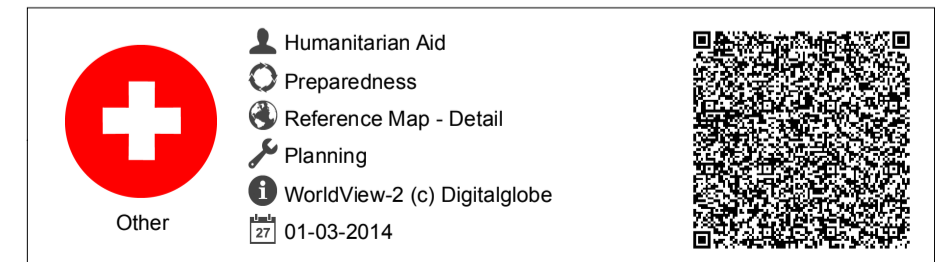 Humanitarian Aid
Preparedness
Reference Map - Detail
Planning
WorldView-2 (c) Digitalglobe
27 01-03-2014
Other